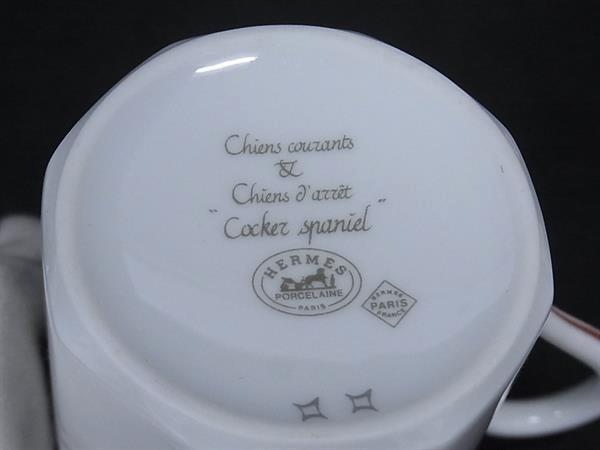 Chiens courants
&
Chiens d'arrêt
"Cocker spaniel"
HERMES
PORCELAINE
PARIS
HERMES
PARIS
FRANCE